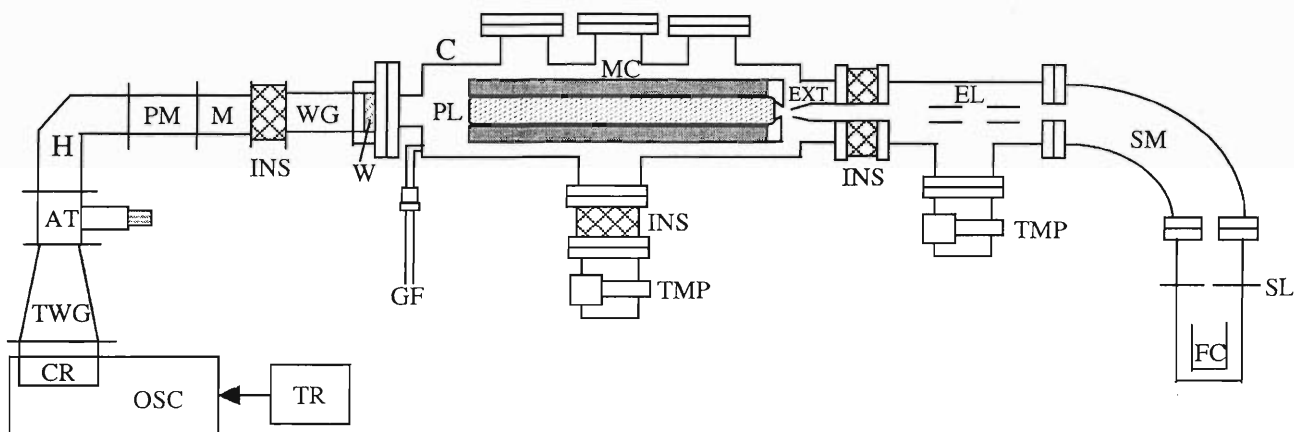 C
MC
PL
EXT
EL
PM
M
WG
H
INS
W
INS
SM
AT
INS
TMP
GF
TMP
SL
TWG
FC
CR
OSC
TR